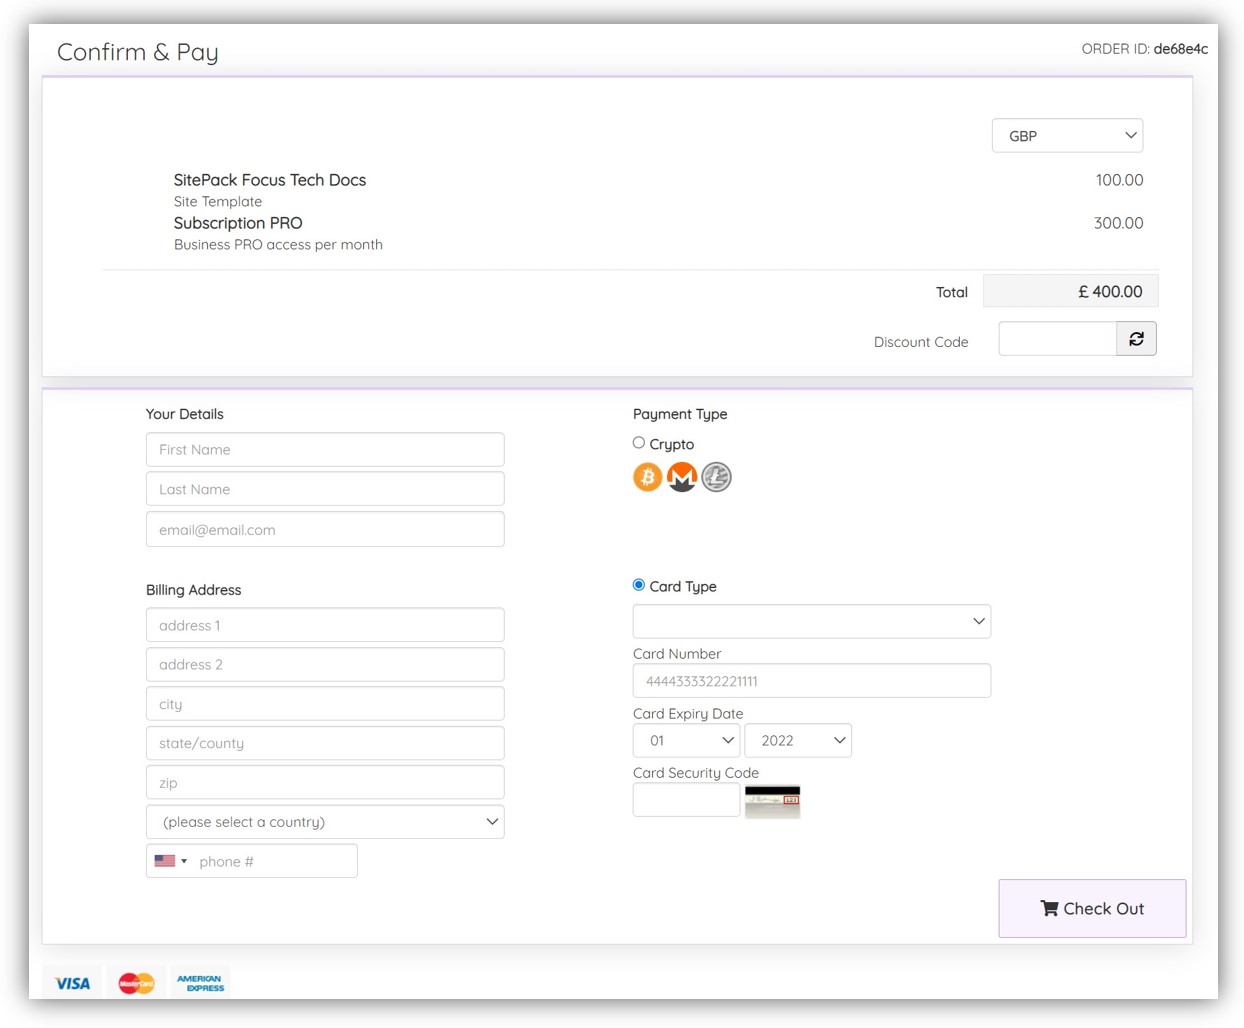 Confirm & Pay
ORDER ID: de68e4c
GBP
SitePack Focus Tech Docs 100.00
Site Template
Subscription PRO 300.00
Business PRO access per month
Total £ 400.00
Discount Code
Your Details
First Name
Last Name
email@email.com
Billing Address
address 1
address 2
city
state/county
zip
(please select a country)
phone #
Payment Type
Crypto
Card Type
Card Number
4444333322221111
Card Expiry Date
01 2022
Card Security Code
123
Check Out
VISA
MasterCard
AMERICAN
EXPRESS